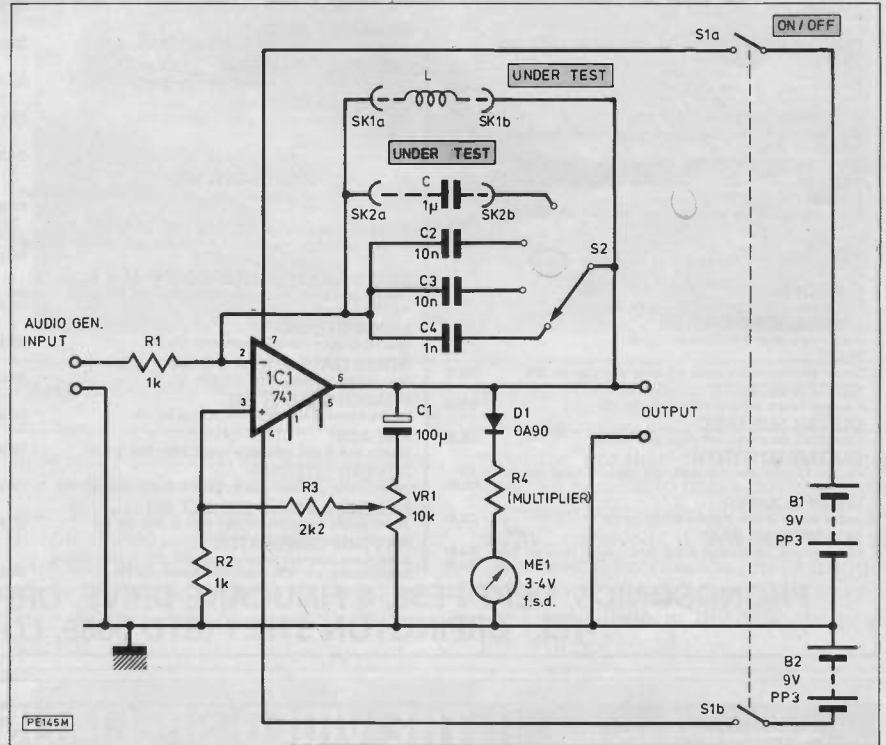 S1a
ON/OFF
UNDER TEST
L
SK1a
SK1b
UNDER TEST
C
1µ
SK2a
SK2b
C2
10n
S2
C3
10n
AUDIO GEN.
INPUT
C4
1n
R1
1k
7
2
IC1
741
6
3
5
1
4
C1
100µ
D1
OA90
OUTPUT
R3
2k2
VR1
10k
R4
(MULTIPLIER)
B1
9V
PP3
R2
1k
ME1
3-4V
f.s.d.
B2
9V
PP3
S1b
PE145M